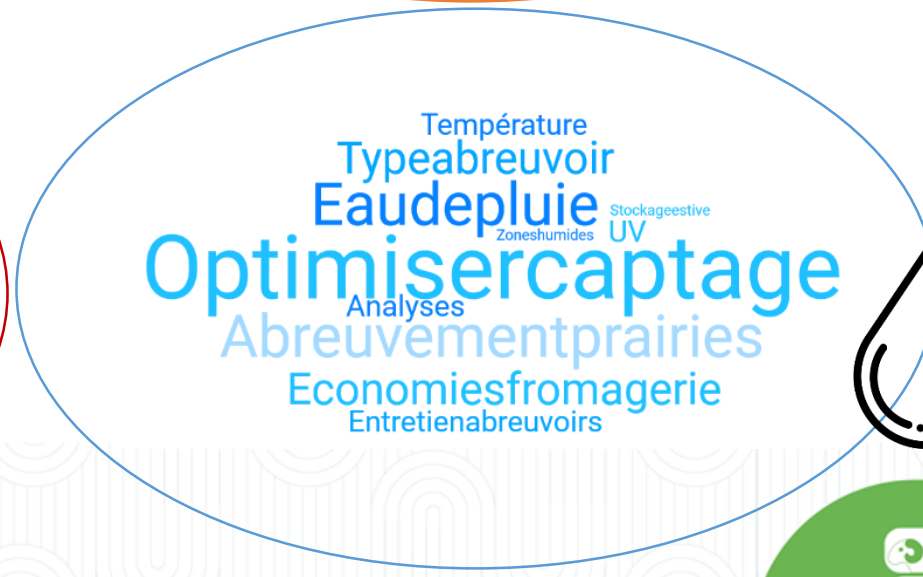 Température
Typeabreuvoir
Eaudepluie
Stockageestive
UV
Zoneshumides
Optimisercaptage
Analyses
Abreuvementprairies
Economiesfromagerie
Entretienabreuvoirs